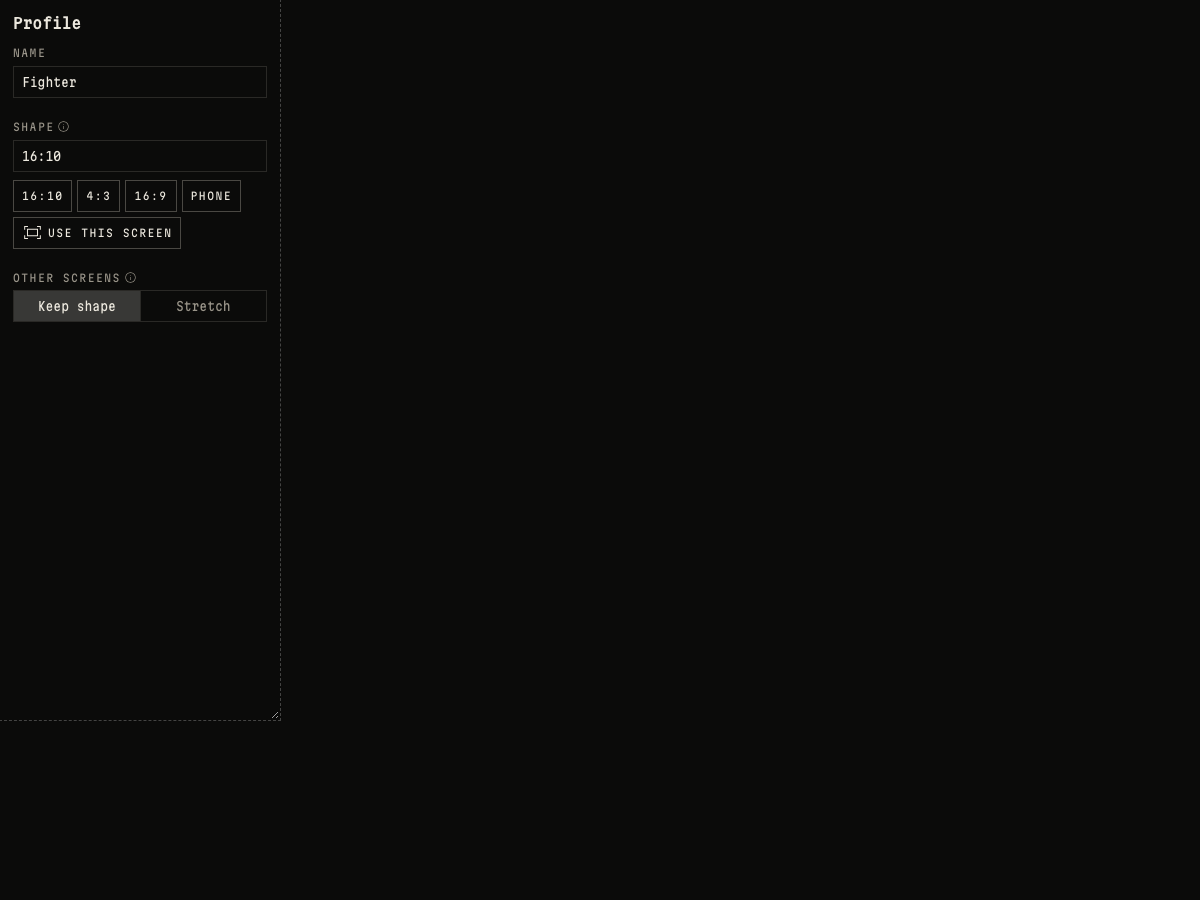 Profile
NAME
Fighter
SHAPE
16:10
16:10 4:3 16:9 PHONE
USE THIS SCREEN
OTHER SCREENS
Keep shape Stretch